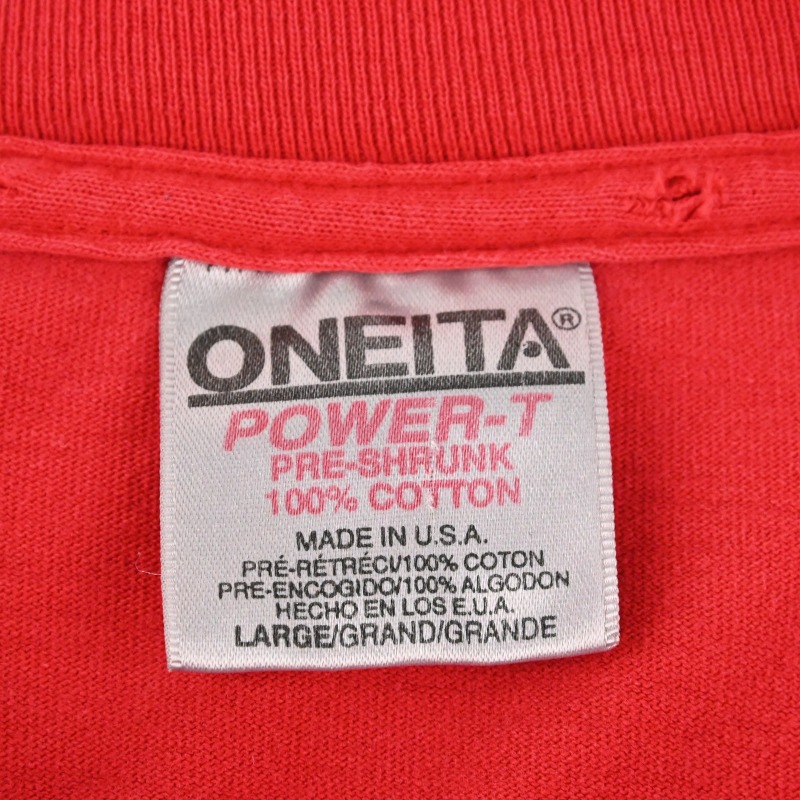 ONEITA®
POWER-T
PRE-SHRUNK
100% COTTON
MADE IN U.S.A.
PRÉ-RÉTRÉCI/100% COTON
PRE-ENCOGIDO/100% ALGODON
HECHO EN LOS E.U.A.
LARGE/GRAND/GRANDE